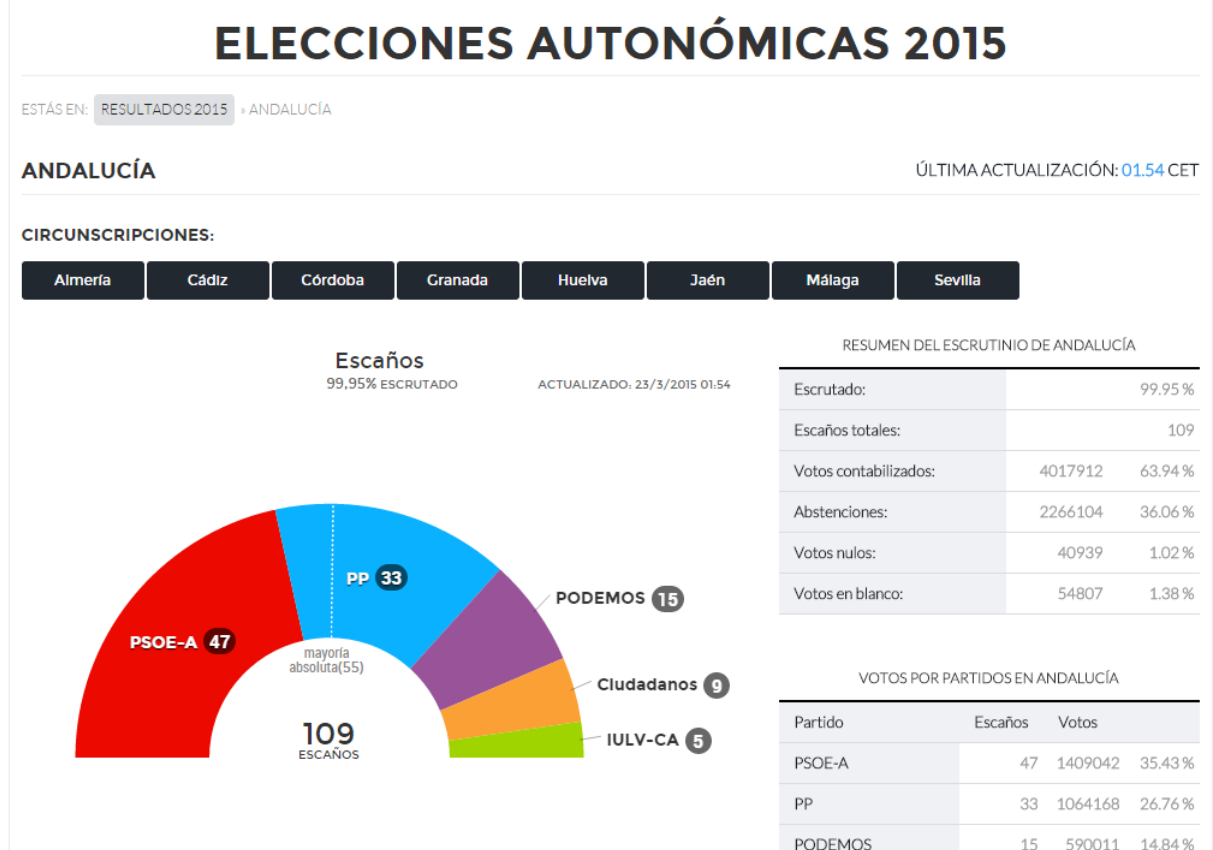 ELECCIONES AUTONÓMICAS 2015
ESTÁS EN: RESULTADOS 2015 » ANDALUCÍA
ANDALUCÍA
ÚLTIMA ACTUALIZACIÓN: 01.54 CET
CIRCUNSCRIPCIONES:
Almería Cádiz Córdoba Granada Huelva Jaén Málaga Sevilla
Escaños
99,95% ESCRUTADO ACTUALIZADO: 23/3/2015 01:54
PSOE-A 47
PP 33
PODEMOS 15
Ciudadanos 9
IULV-CA 5
mayoría
absoluta(55)
109
ESCAÑOS
RESUMEN DEL ESCRUTINIO DE ANDALUCÍA
Escrutado: 99.95 %
Escaños totales: 109
Votos contabilizados: 4017912 63.94 %
Abstenciones: 2266104 36.06 %
Votos nulos: 40939 1.02 %
Votos en blanco: 54807 1.38 %
VOTOS POR PARTIDOS EN ANDALUCÍA
Partido Escaños Votos
PSOE-A 47 1409042 35.43 %
PP 33 1064168 26.76 %
PODEMOS 15 590011 14.84 %